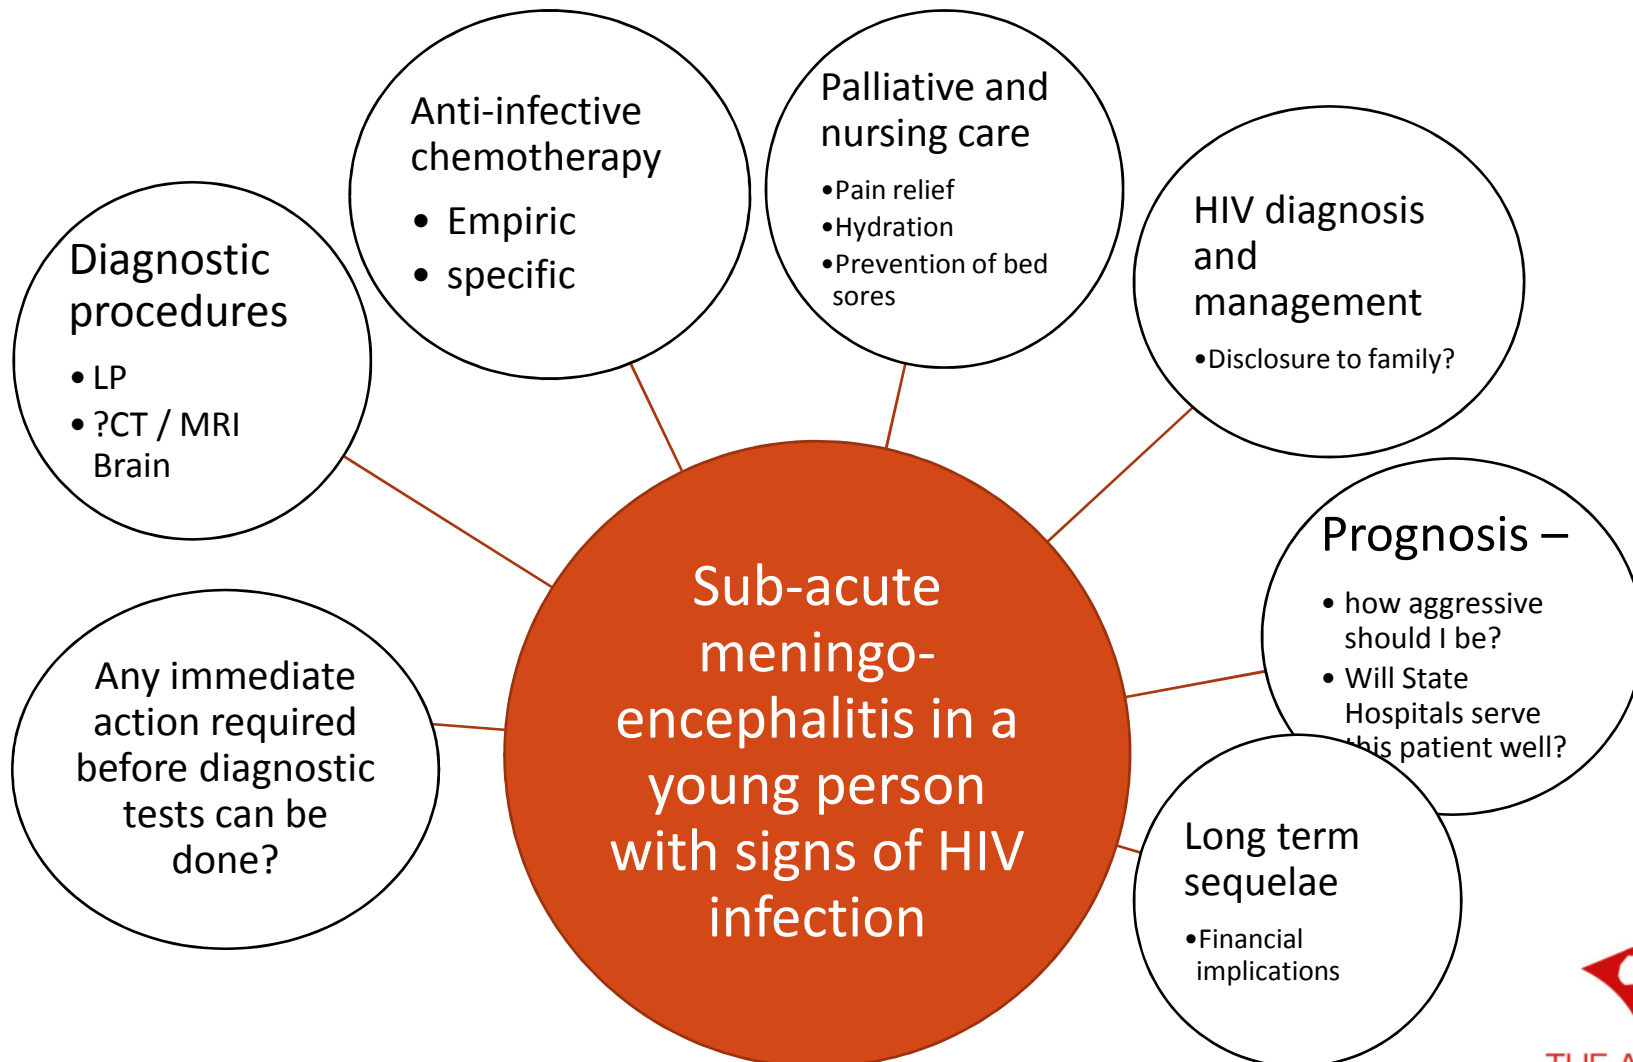 Any immediate
action required
before diagnostic
tests can be
done?
Diagnostic
procedures
• LP
• ?CT / MRI
Brain
Anti-infective
chemotherapy
• Empiric
• specific
Palliative and
nursing care
•Pain relief
•Hydration
•Prevention of bed
sores
HIV diagnosis
and
management
•Disclosure to family?
Prognosis –
• how aggressive
should I be?
• Will State
Hospitals serve
this patient well?
Long term
sequelae
•Financial
implications
Sub-acute
meningo-
encephalitis in a
young person
with signs of HIV
infection
THE A